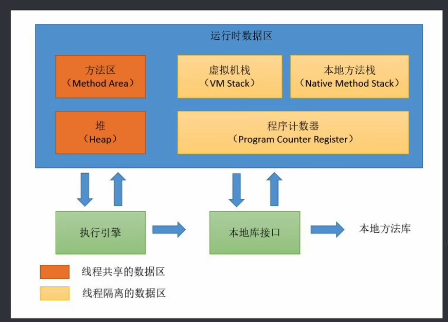 运行时数据区
方法区
（Method Area）
虚拟机栈
（VM Stack）
本地方法栈
（Native Method Stack）
堆
（Heap）
程序计数器
（Program Counter Register）
执行引擎
本地库接口
本地方法库
线程共享的数据区
线程隔离的数据区